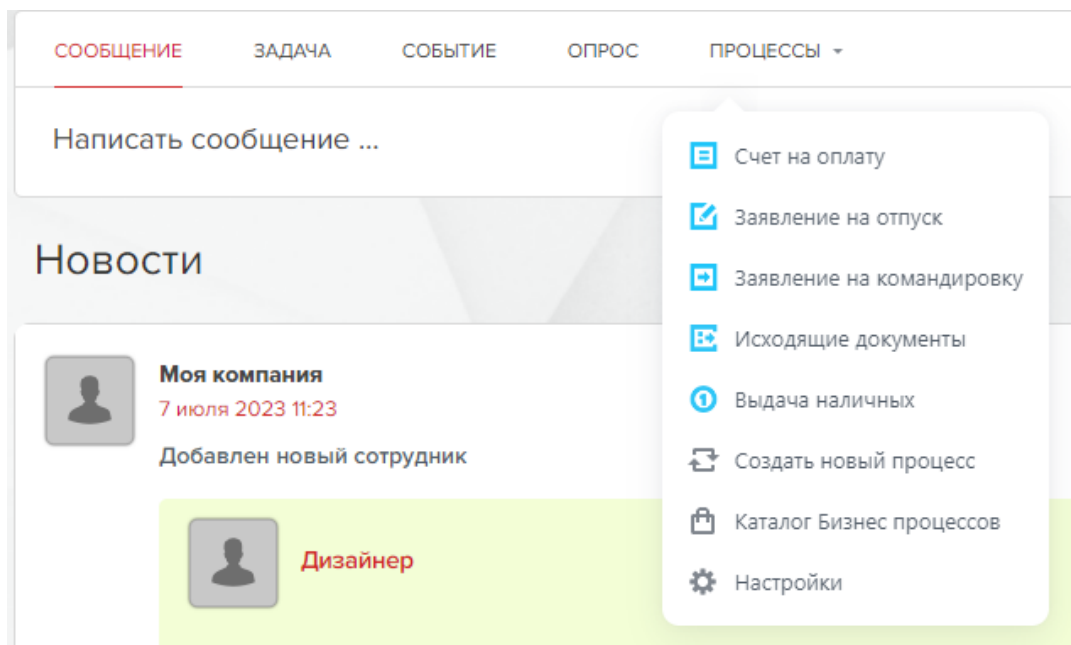 СООБЩЕНИЕ ЗАДАЧА СОБЫТИЕ ОПРОС ПРОЦЕССЫ
Написать сообщение ...
Счет на оплату
Заявление на отпуск
Заявление на командировку
Исходящие документы
Выдача наличных
Создать новый процесс
Каталог Бизнес процессов
Настройки
Новости
Моя компания
7 июля 2023 11:23
Добавлен новый сотрудник
Дизайнер